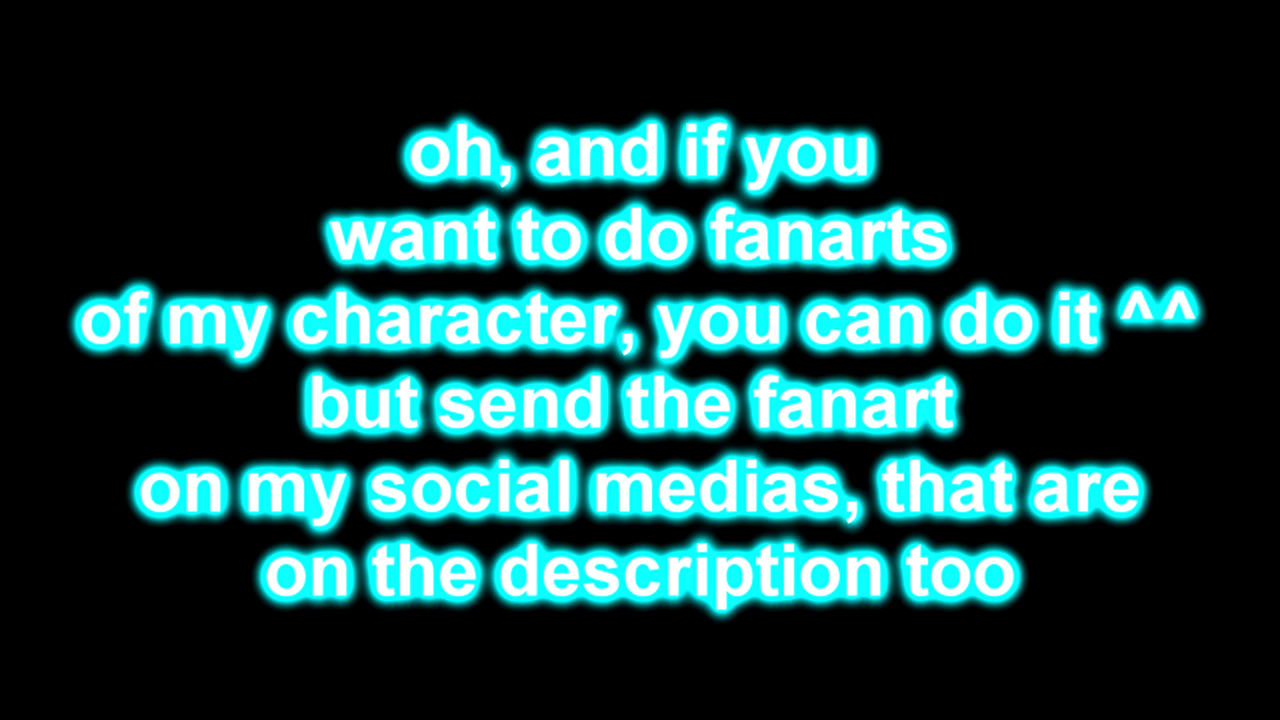 oh, and if you
want to do fanarts
of my character, you can do it ^^
but send the fanart
on my social medias, that are
on the description too